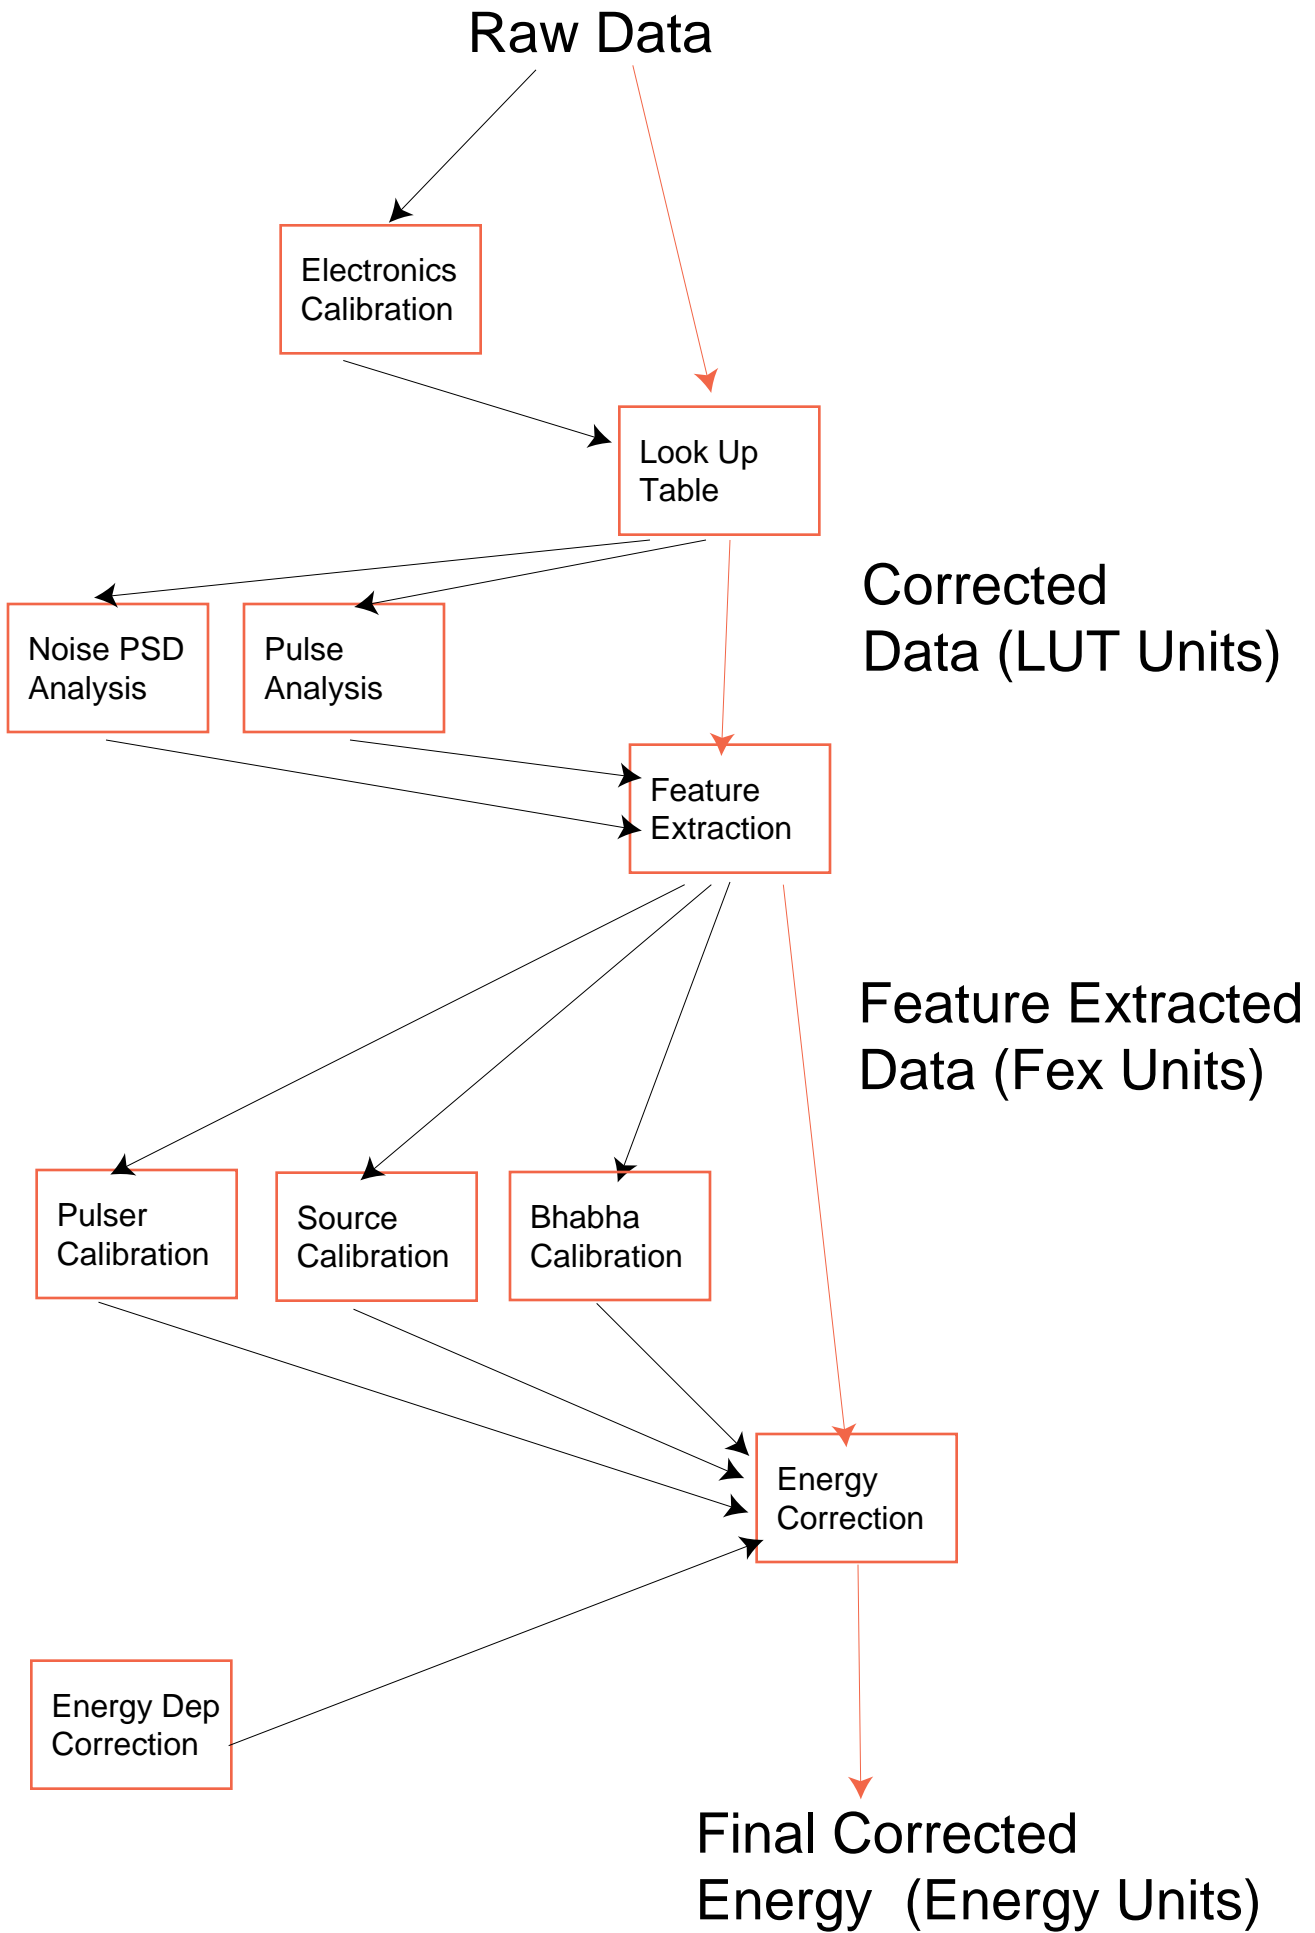 Raw Data
Electronics
Calibration
Look Up
Table
Corrected
Data (LUT Units)
Noise PSD
Analysis
Pulse
Analysis
Feature
Extraction
Feature Extracted
Data (Fex Units)
Pulser
Calibration
Source
Calibration
Bhabha
Calibration
Energy
Correction
Energy Dep
Correction
Final Corrected
Energy (Energy Units)